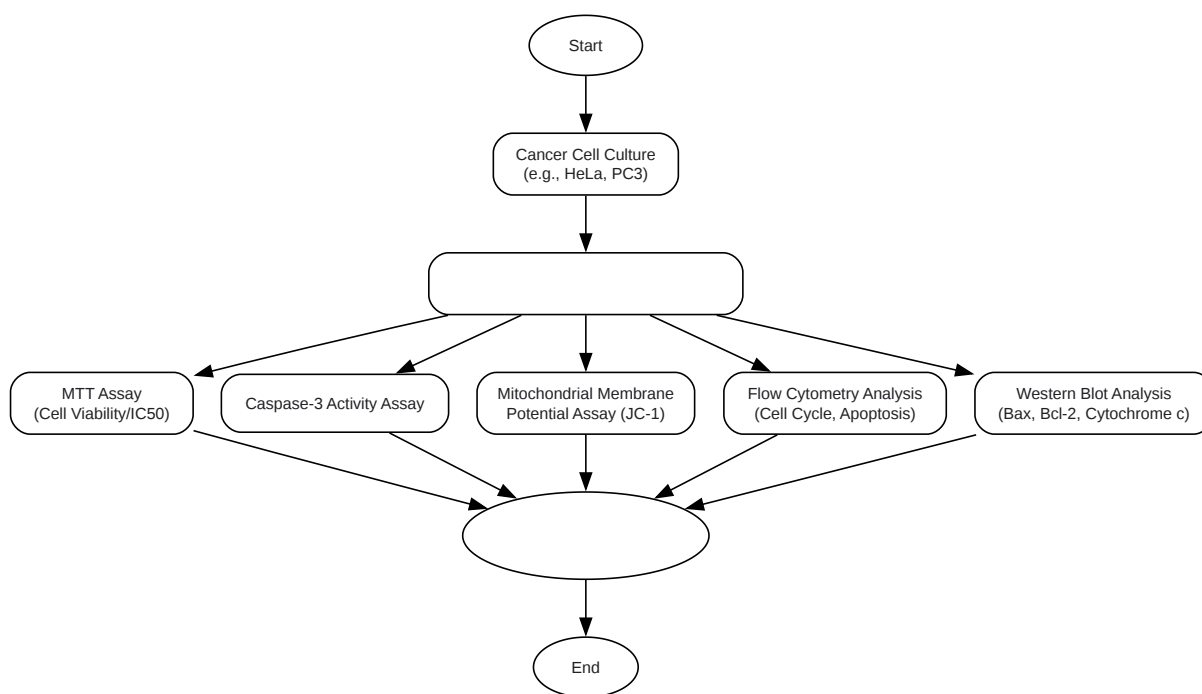 Start
Cancer Cell Culture
(e.g., HeLa, PC3)
MTT Assay
(Cell Viability/IC50)
Caspase-3 Activity Assay
Mitochondrial Membrane
Potential Assay (JC-1)
Flow Cytometry Analysis
(Cell Cycle, Apoptosis)
Western Blot Analysis
(Bax, Bcl-2, Cytochrome c)
End